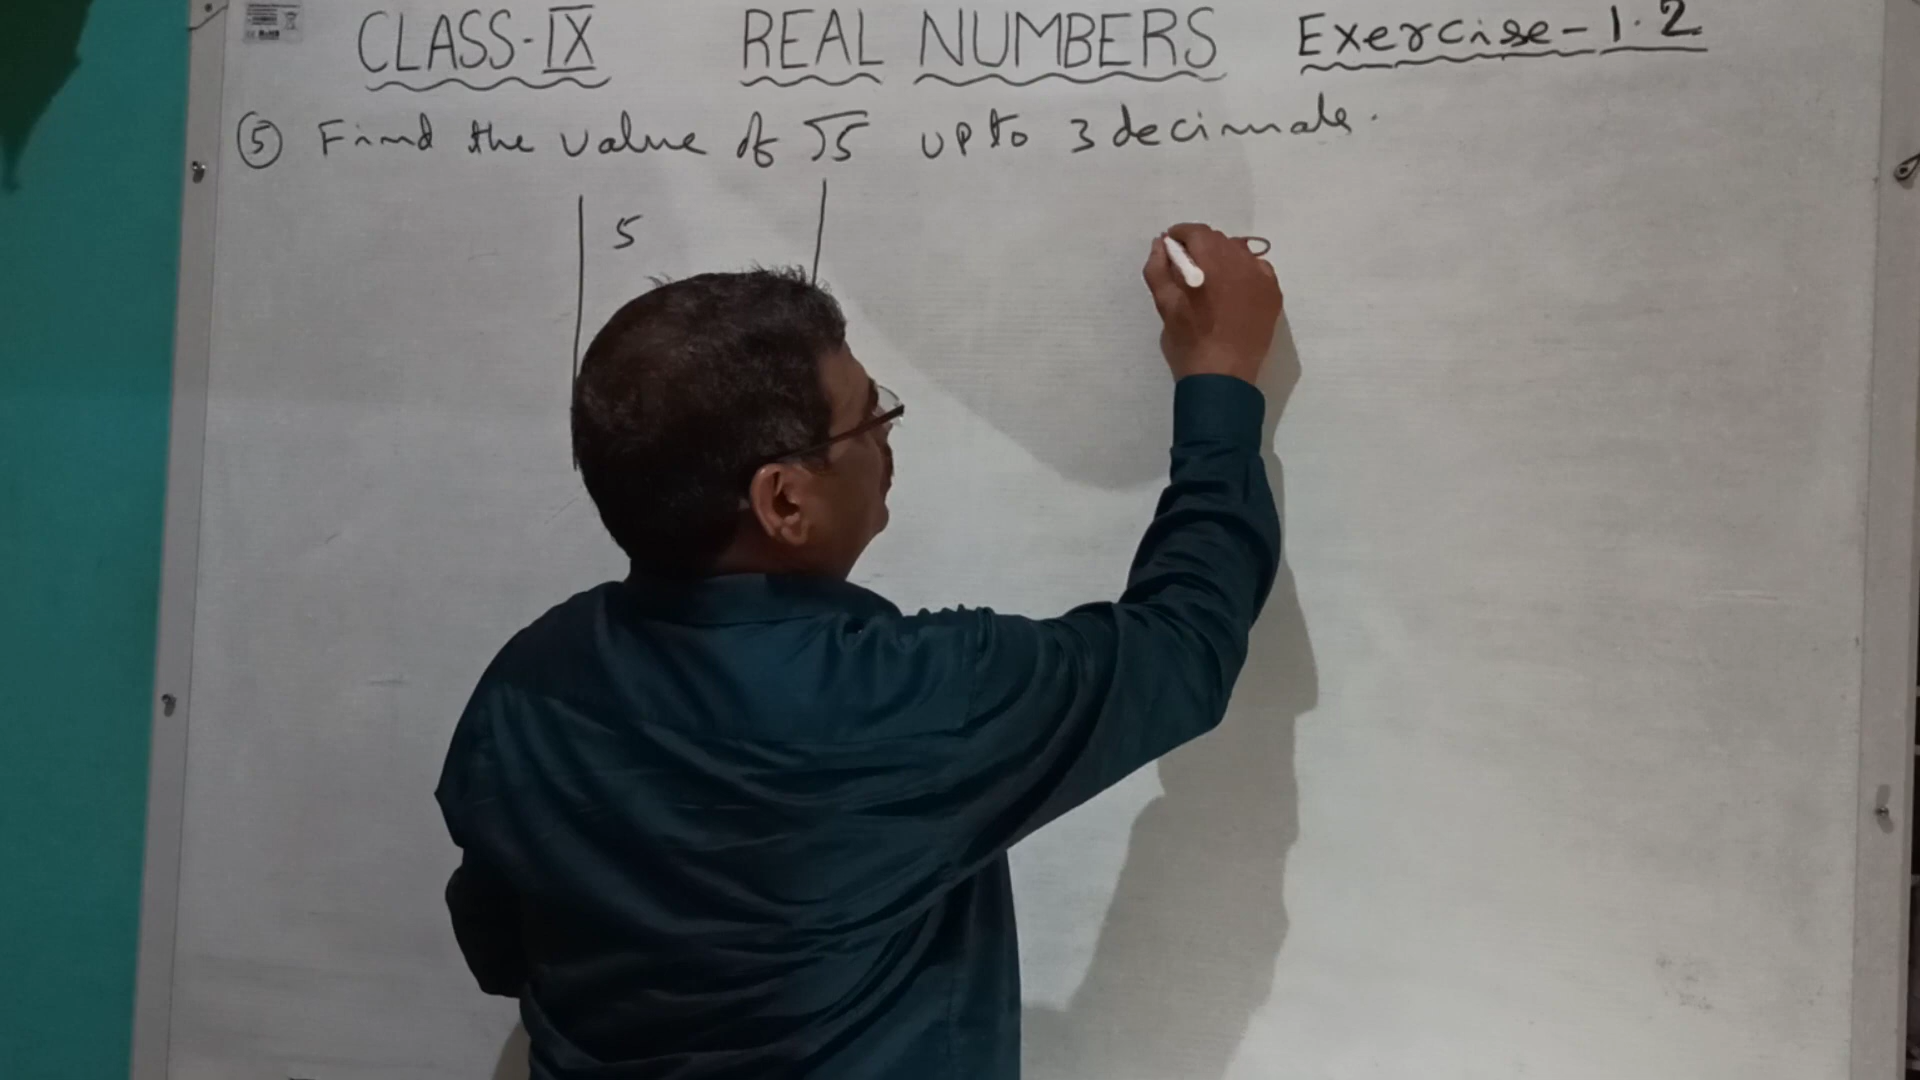 CLASS-IX REAL NUMBERS Exercise-1.2
⑤ Find the value of √5 upto 3 decimals.
5